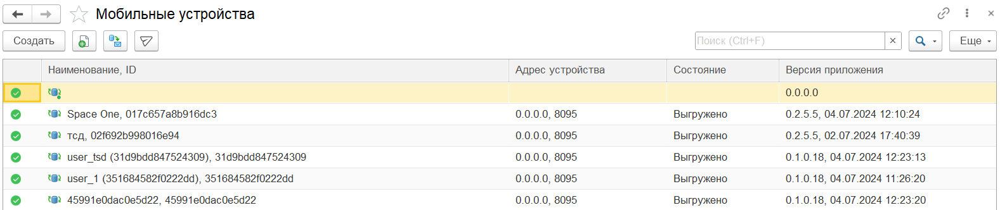 Мобильные устройства
Создать Поиск (Ctrl+F) Еще
Наименование, ID Адрес устройства Состояние Версия приложения
0.0.0.0
Space One, 017c657a8b916dc3 0.0.0.0, 8095 Выгружено 0.2.5.5, 04.07.2024 12:10:24
тсд, 02f692b998016e94 0.0.0.0, 8095 Выгружено 0.2.5.5, 02.07.2024 17:40:39
user_tsd (31d9bdd847524309), 31d9bdd847524309 0.0.0.0, 8095 Выгружено 0.1.0.18, 04.07.2024 12:23:13
user_1 (351684582f0222dd), 351684582f0222dd 0.0.0.0, 8095 Выгружено 0.1.0.18, 04.07.2024 11:26:20
45991e0dac0e5d22, 45991e0dac0e5d22 0.0.0.0, 8095 Выгружено 0.1.0.18, 04.07.2024 12:23:20